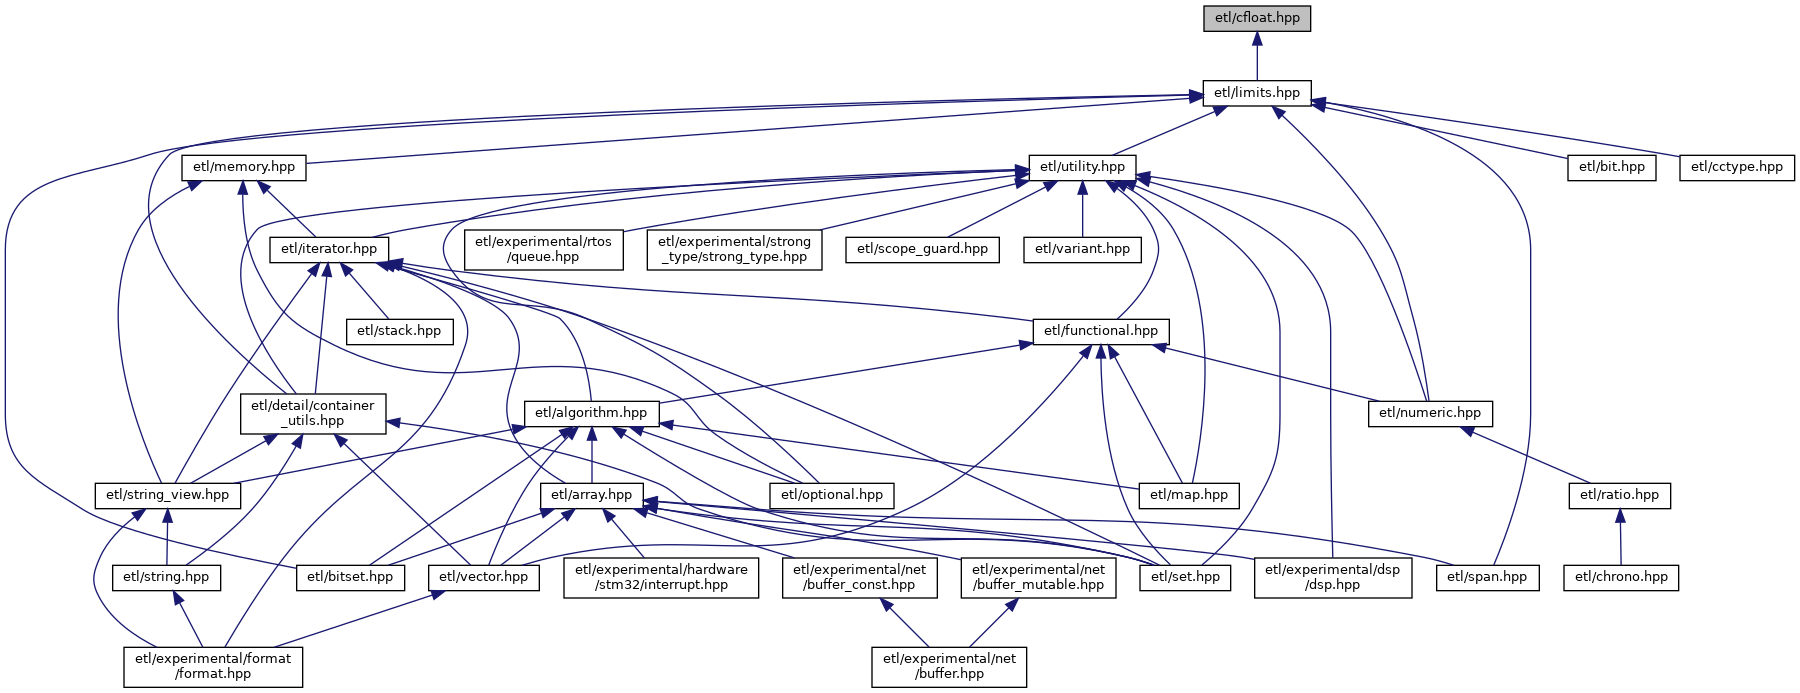 etl/cfloat.hpp
etl/limits.hpp
etl/memory.hpp
etl/utility.hpp
etl/bit.hpp
etl/cctype.hpp
etl/iterator.hpp
etl/experimental/rtos
/queue.hpp
etl/experimental/strong
_type/strong_type.hpp
etl/scope_guard.hpp
etl/variant.hpp
etl/stack.hpp
etl/functional.hpp
etl/detail/container
_utils.hpp
etl/algorithm.hpp
etl/numeric.hpp
etl/string_view.hpp
etl/array.hpp
etl/optional.hpp
etl/map.hpp
etl/ratio.hpp
etl/string.hpp
etl/bitset.hpp
etl/vector.hpp
etl/experimental/hardware
/stm32/interrupt.hpp
etl/experimental/net
/buffer_const.hpp
etl/experimental/net
/buffer_mutable.hpp
etl/set.hpp
etl/experimental/dsp
/dsp.hpp
etl/span.hpp
etl/chrono.hpp
etl/experimental/format
/format.hpp
etl/experimental/net
/buffer.hpp